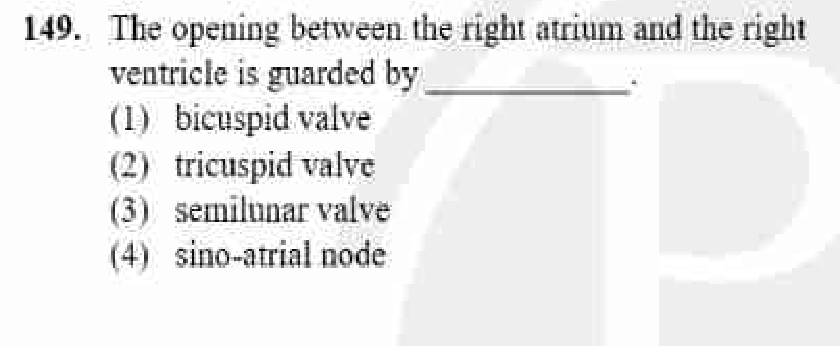 149. The opening between the right atrium and the right
ventricle is guarded by ____________.
(1) bicuspid valve
(2) tricuspid valve
(3) semilunar valve
(4) sino-atrial node